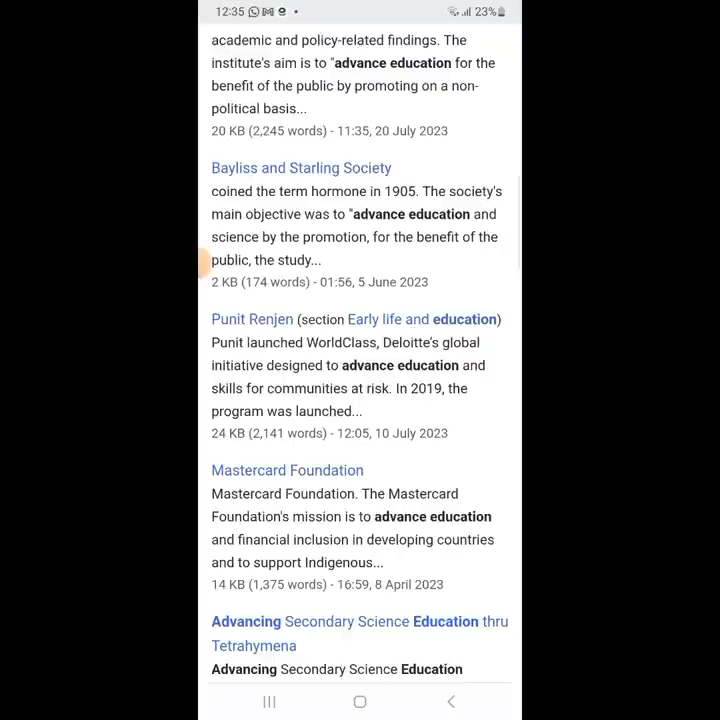 12:35
23%
academic and policy-related findings. The
institute's aim is to "advance education for the
benefit of the public by promoting on a non-
political basis...
20 KB (2,245 words) - 11:35, 20 July 2023
Bayliss and Starling Society
coined the term hormone in 1905. The society's
main objective was to "advance education and
science by the promotion, for the benefit of the
public, the study...
2 KB (174 words) - 01:56, 5 June 2023
Punit Renjen (section Early life and education)
Punit launched WorldClass, Deloitte's global
initiative designed to advance education and
skills for communities at risk. In 2019, the
program was launched...
24 KB (2,141 words) - 12:05, 10 July 2023
Mastercard Foundation
Mastercard Foundation. The Mastercard
Foundation's mission is to advance education
and financial inclusion in developing countries
and to support Indigenous...
14 KB (1,375 words) - 16:59, 8 April 2023
Advancing Secondary Science Education thru
Tetrahymena
Advancing Secondary Science Education